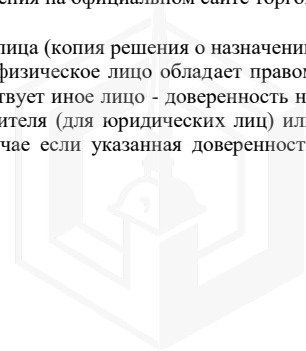 ения на официальном сайте торгов
лица (копия решения о назначени
физическое лицо обладает правом
твует иное лицо - доверенность н
ителя (для юридических лиц) ил
чае если указанная доверенност